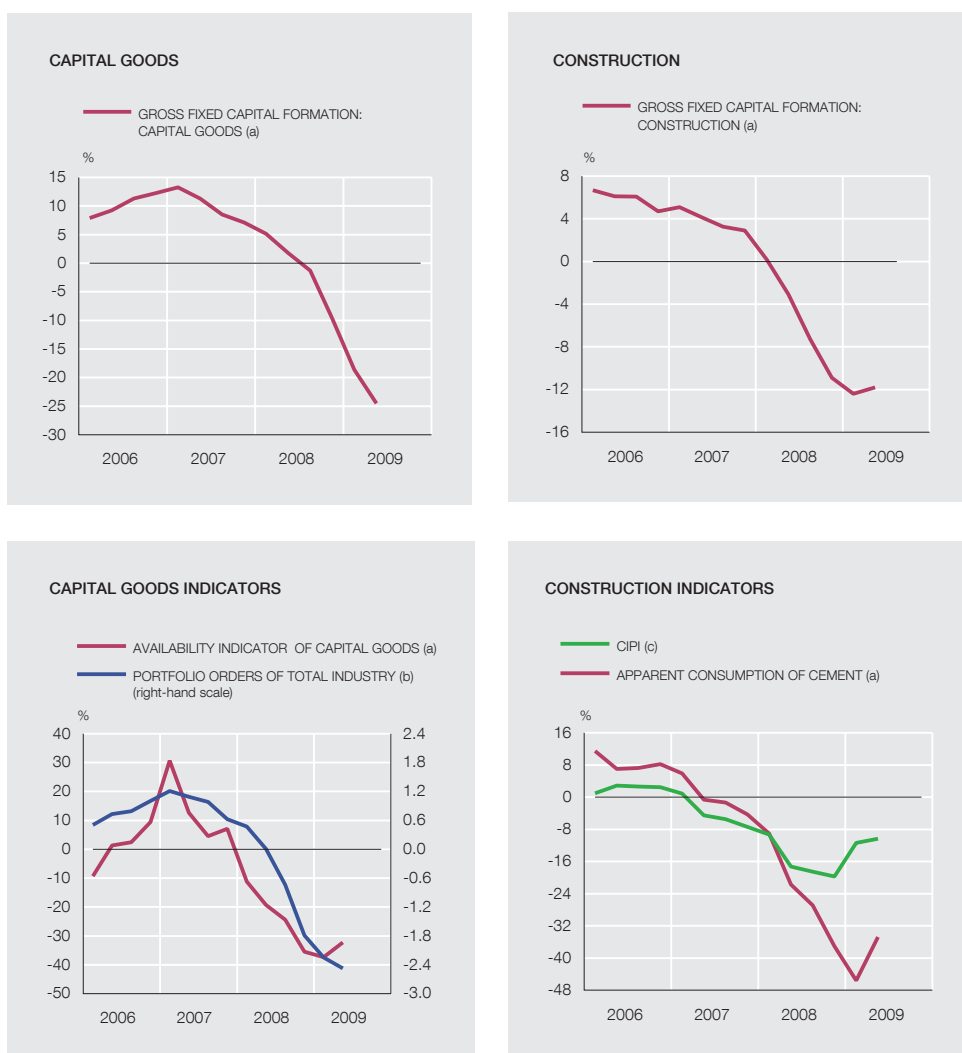 CAPITAL GOODS
GROSS FIXED CAPITAL FORMATION:
CAPITAL GOODS (a)
%
15
10
5
0
-5
-10
-15
-20
-25
-30
2006 2007 2008 2009
CONSTRUCTION
GROSS FIXED CAPITAL FORMATION:
CONSTRUCTION (a)
%
8
4
0
-4
-8
-12
-16
2006 2007 2008 2009
CAPITAL GOODS INDICATORS
AVAILABILITY INDICATOR OF CAPITAL GOODS (a)
PORTFOLIO ORDERS OF TOTAL INDUSTRY (b)
(right-hand scale)
%
40 2.4
30 1.8
20 1.2
10 0.6
0 0.0
-10 -0.6
-20 -1.2
-30 -1.8
-40 -2.4
-50 -3.0
2006 2007 2008 2009
CONSTRUCTION INDICATORS
CIPI (c)
APPARENT CONSUMPTION OF CEMENT (a)
%
16
8
0
-8
-16
-24
-32
-40
-48
2006 2007 2008 2009